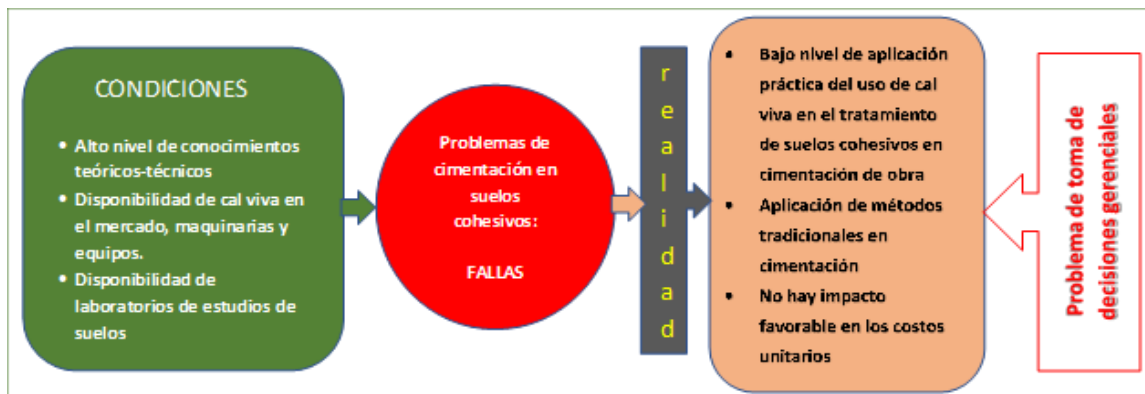 CONDICIONES
• Alto nivel de conocimientos
teóricos-técnicos
• Disponibilidad de cal viva en
el mercado, maquinarias y
equipos.
• Disponibilidad de
laboratorios de estudios de
suelos
Problemas de
cimentación en
suelos
cohesivos:
FALLAS
r
e
a
l
i
d
a
d
• Bajo nivel de aplicación
práctica del uso de cal
viva en el tratamiento
de suelos cohesivos en
cimentación de obra
• Aplicación de métodos
tradicionales en
cimentación
• No hay impacto
favorable en los costos
unitarios
Problema de toma de
decisiones gerenciales